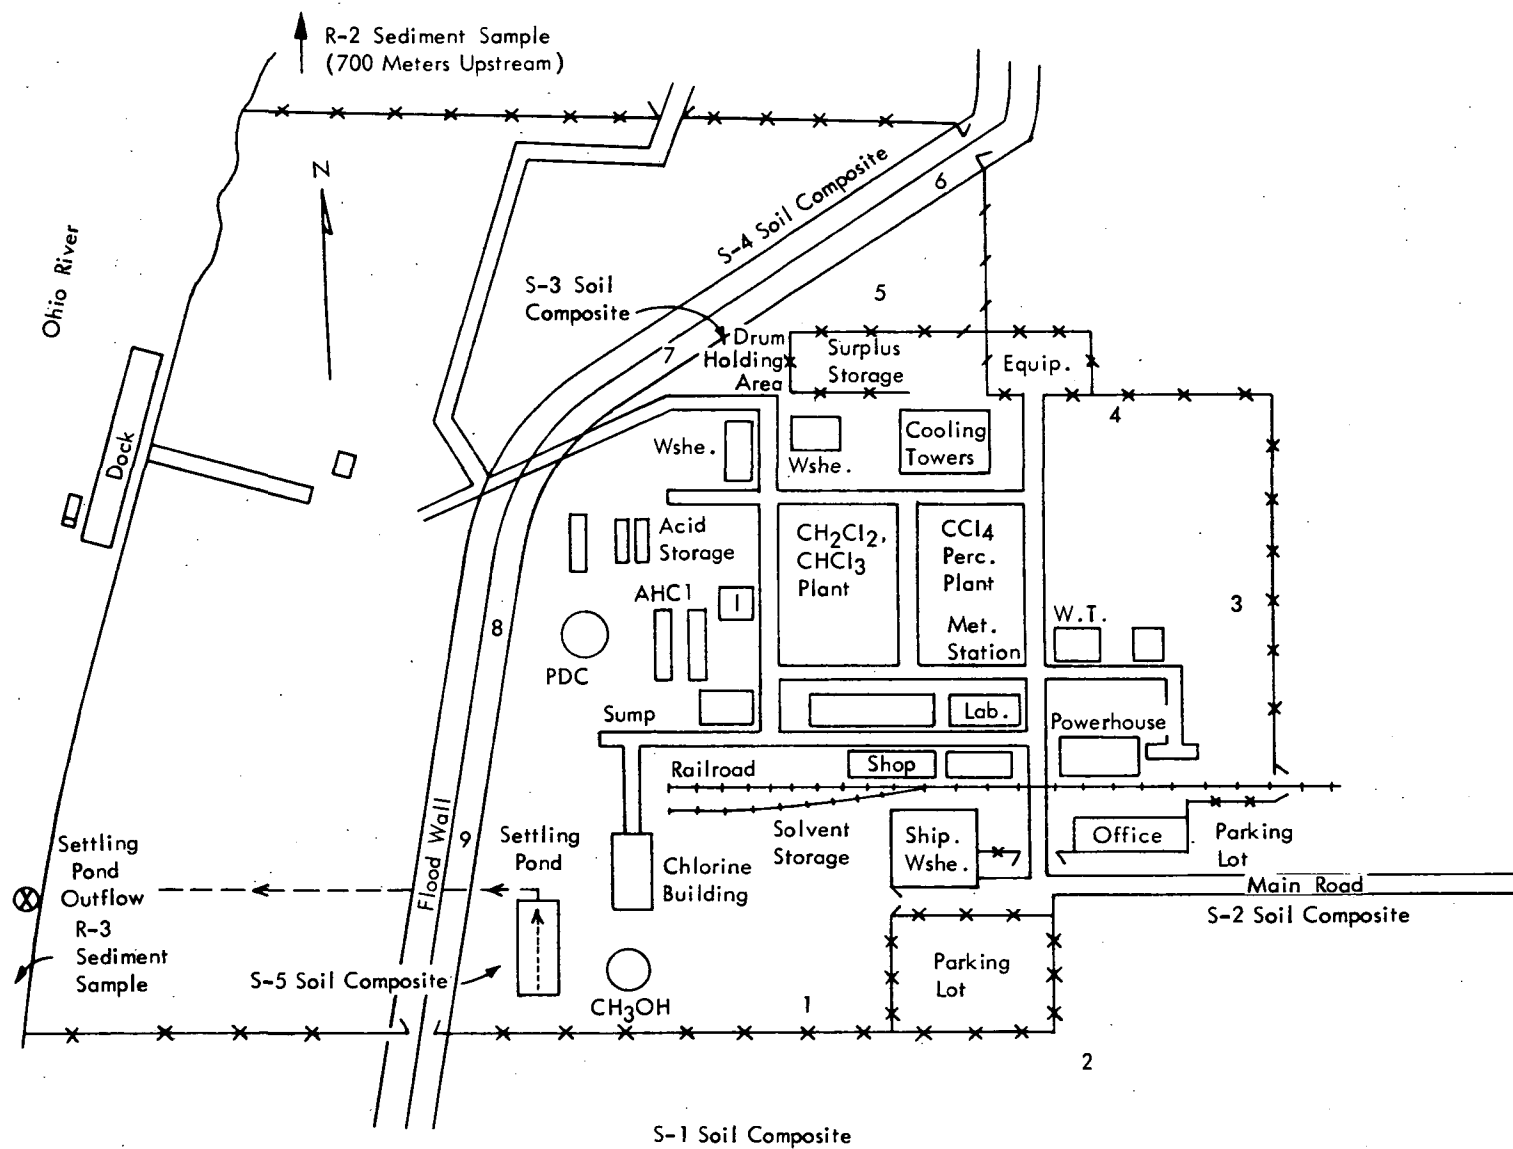 R-2 Sediment Sample
(700 Meters Upstream)
N
Ohio River
S-4 Soil Composite
6
S-3 Soil
Composite
5
7
Drum
Holding
Area
Surplus
Storage
Equip.
4
Dock
Wshe.
Wshe.
Cooling
Towers
Acid
Storage
CH2Cl2,
CHCl3
Plant
CCl4
Perc.
Plant
AHC1
I
3
W.T.
8
Met.
Station
PDC
Sump
Lab.
Powerhouse
Railroad
Shop
Flood Wall
9
Settling
Pond
Solvent
Storage
Ship.
Wshe.
Office
Parking
Lot
Settling
Pond
Outflow
Chlorine
Building
Main Road
S-2 Soil Composite
R-3
Sediment
Sample
S-5 Soil Composite
Parking
Lot
CH3OH
1
2
S-1 Soil Composite